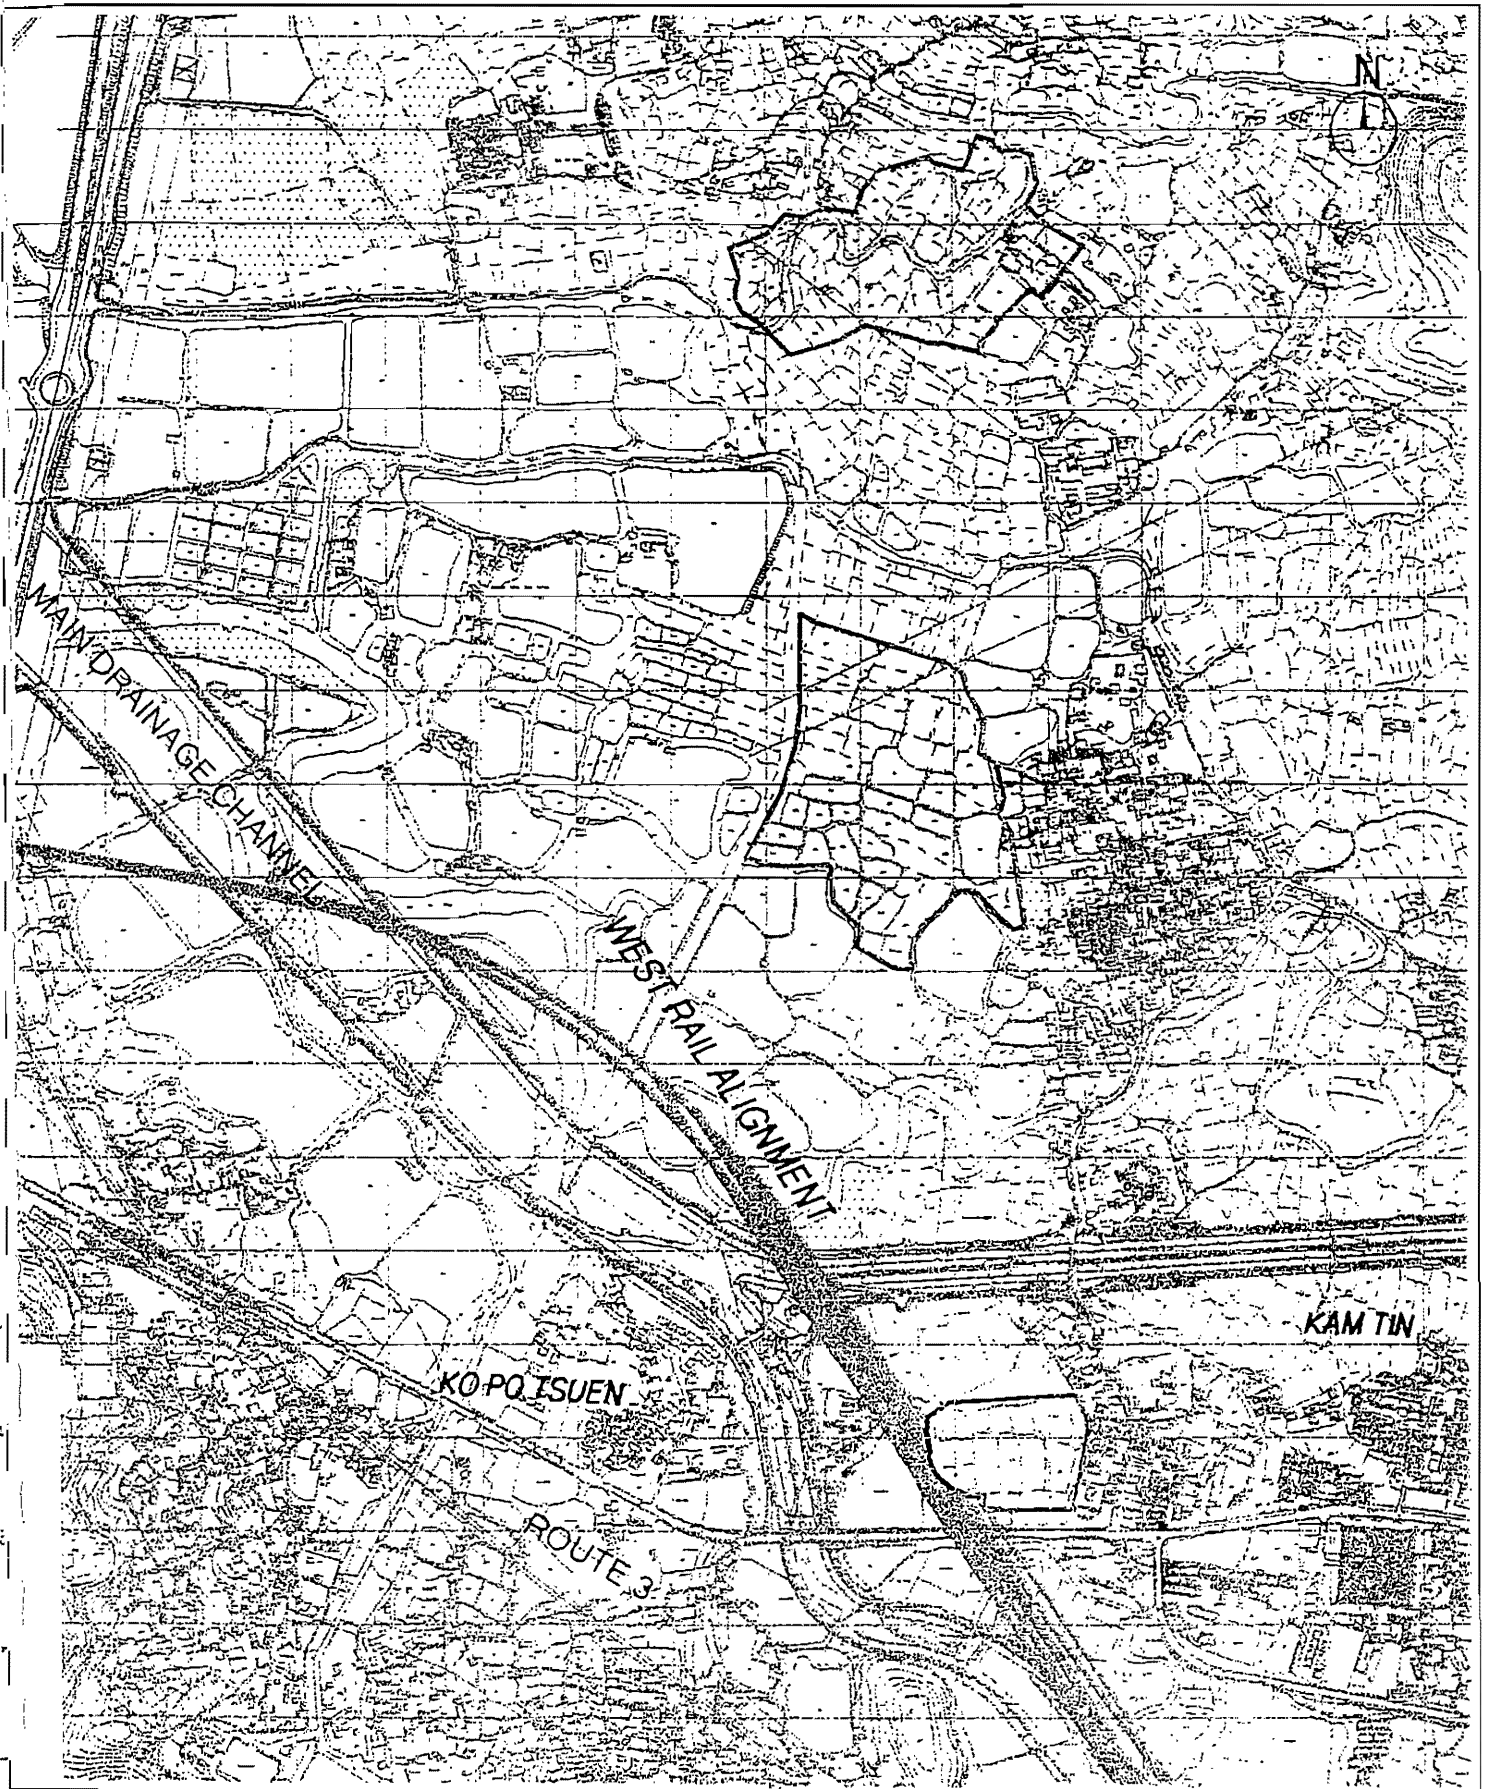 N
MAIN DRAINAGE CHANNEL
WEST RAIL ALIGNMENT
KAM TIN
KO PO TSUEN
ROUTE 3